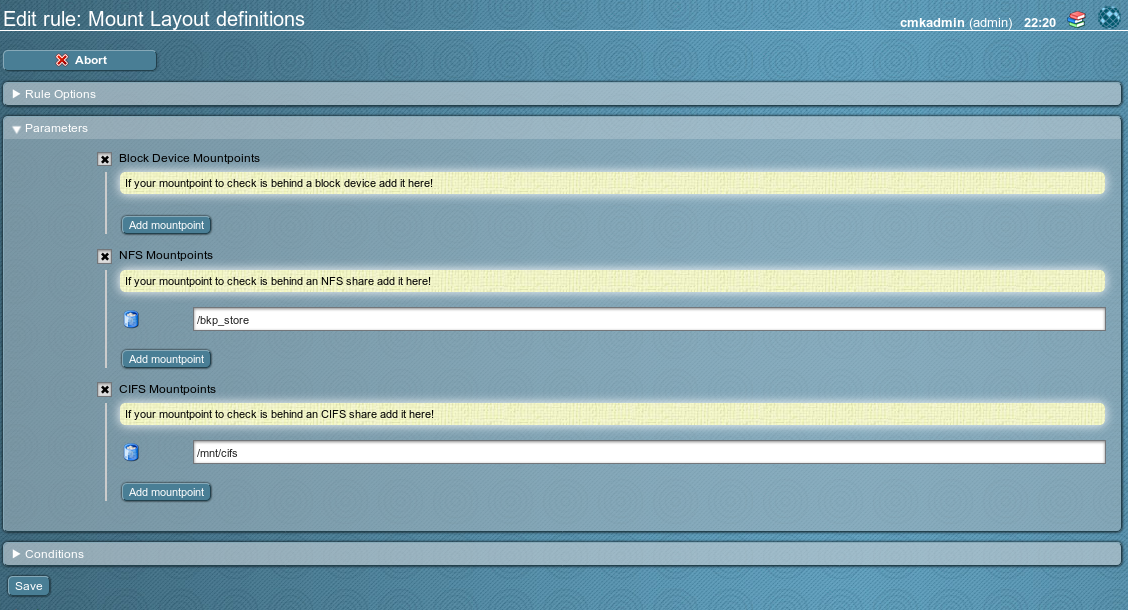 Edit rule: Mount Layout definitions
cmkadmin (admin) 22:20
Abort
Rule Options
Parameters
Block Device Mountpoints
If your mountpoint to check is behind a block device add it here!
Add mountpoint
NFS Mountpoints
If your mountpoint to check is behind an NFS share add it here!
/bkp_store
Add mountpoint
CIFS Mountpoints
If your mountpoint to check is behind an CIFS share add it here!
/mnt/cifs
Add mountpoint
Conditions
Save